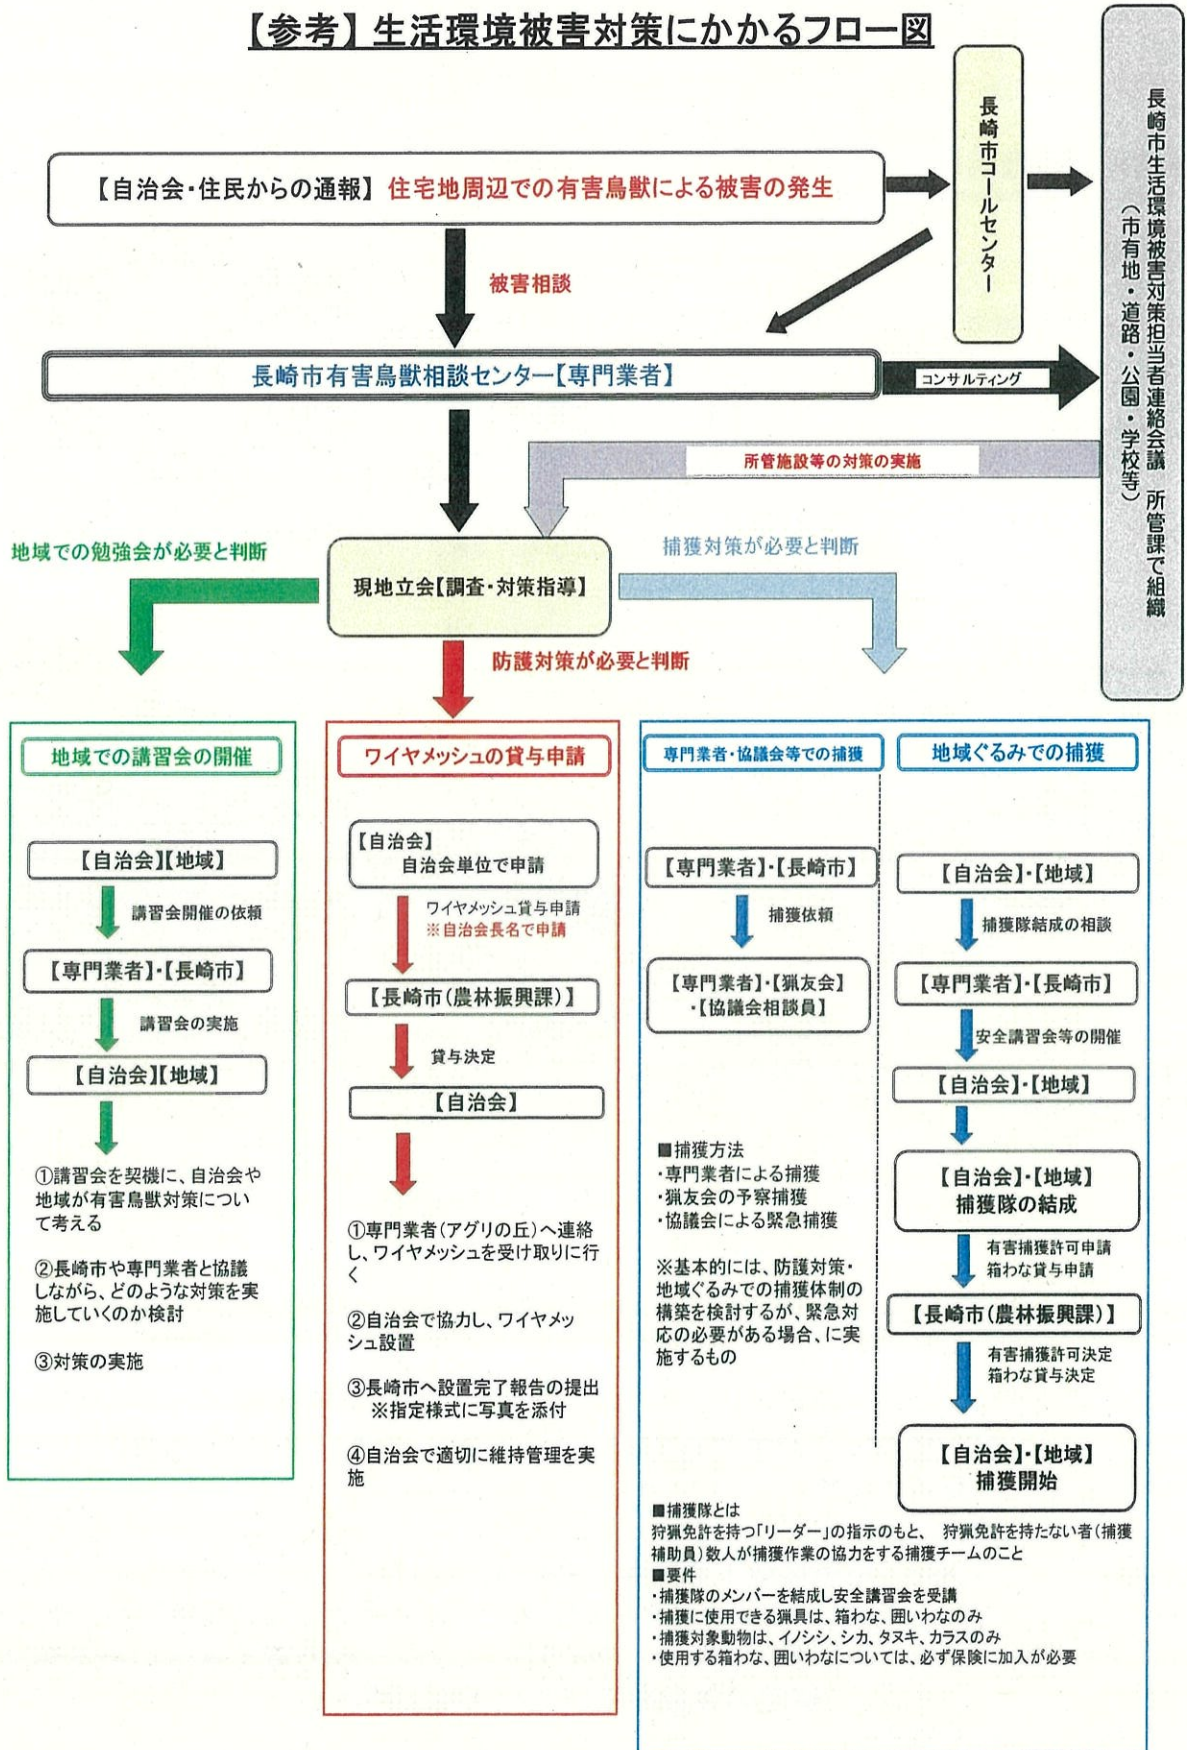 【参考】生活環境被害対策にかかるフロー図
【自治会・住民からの通報】 住宅地周辺での有害鳥獣による被害の発生
長崎市コールセンター
長崎市生活環境被害対策担当者連絡会議 所管課で組織
（市有地・道路・公園・学校等）
被害相談
長崎市有害鳥獣相談センター【専門業者】
コンサルティング
所管施設等の対策の実施
地域での勉強会が必要と判断
現地立会【調査・対策指導】
捕獲対策が必要と判断
防護対策が必要と判断
地域での講習会の開催
【自治会】【地域】
講習会開催の依頼
【専門業者】・【長崎市】
講習会の実施
【自治会】【地域】
①講習会を契機に、自治会や
地域が有害鳥獣対策につい
て考える
②長崎市や専門業者と協議
しながら、どのような対策を実
施していくのか検討
③対策の実施
ワイヤメッシュの貸与申請
【自治会】
自治会単位で申請
ワイヤメッシュ貸与申請
※自治会長名で申請
【長崎市（農林振興課）】
貸与決定
【自治会】
①専門業者（アグリの丘）へ連絡
し、ワイヤメッシュを受け取りに行
く
②自治会で協力し、ワイヤメッ
シュ設置
③長崎市へ設置完了報告の提出
※指定様式に写真を添付
④自治会で適切に維持管理を実
施
専門業者・協議会等での捕獲
【専門業者】・【長崎市】
捕獲依頼
【専門業者】・【猟友会】
・【協議会相談員】
■捕獲方法
・専門業者による捕獲
・猟友会の予察捕獲
・協議会による緊急捕獲
※基本的には、防護対策・
地域ぐるみでの捕獲体制の
構築を検討するが、緊急対
応の必要がある場合、に実
施するもの
地域ぐるみでの捕獲
【自治会】・【地域】
捕獲隊結成の相談
【専門業者】・【長崎市】
安全講習会等の開催
【自治会】・【地域】
【自治会】・【地域】
捕獲隊の結成
有害捕獲許可申請
箱わな貸与申請
【長崎市（農林振興課）】
有害捕獲許可決定
箱わな貸与決定
【自治会】・【地域】
捕獲開始
■捕獲隊とは
狩猟免許を持つ「リーダー」の指示のもと、 狩猟免許を持たない者（捕獲
補助員）数人が捕獲作業の協力をする捕獲チームのこと
■要件
・捕獲隊のメンバーを結成し安全講習会を受講
・捕獲に使用できる猟具は、箱わな、囲いわなのみ
・捕獲対象動物は、イノシシ、シカ、タヌキ、カラスのみ
・使用する箱わな、囲いわなについては、必ず保険に加入が必要